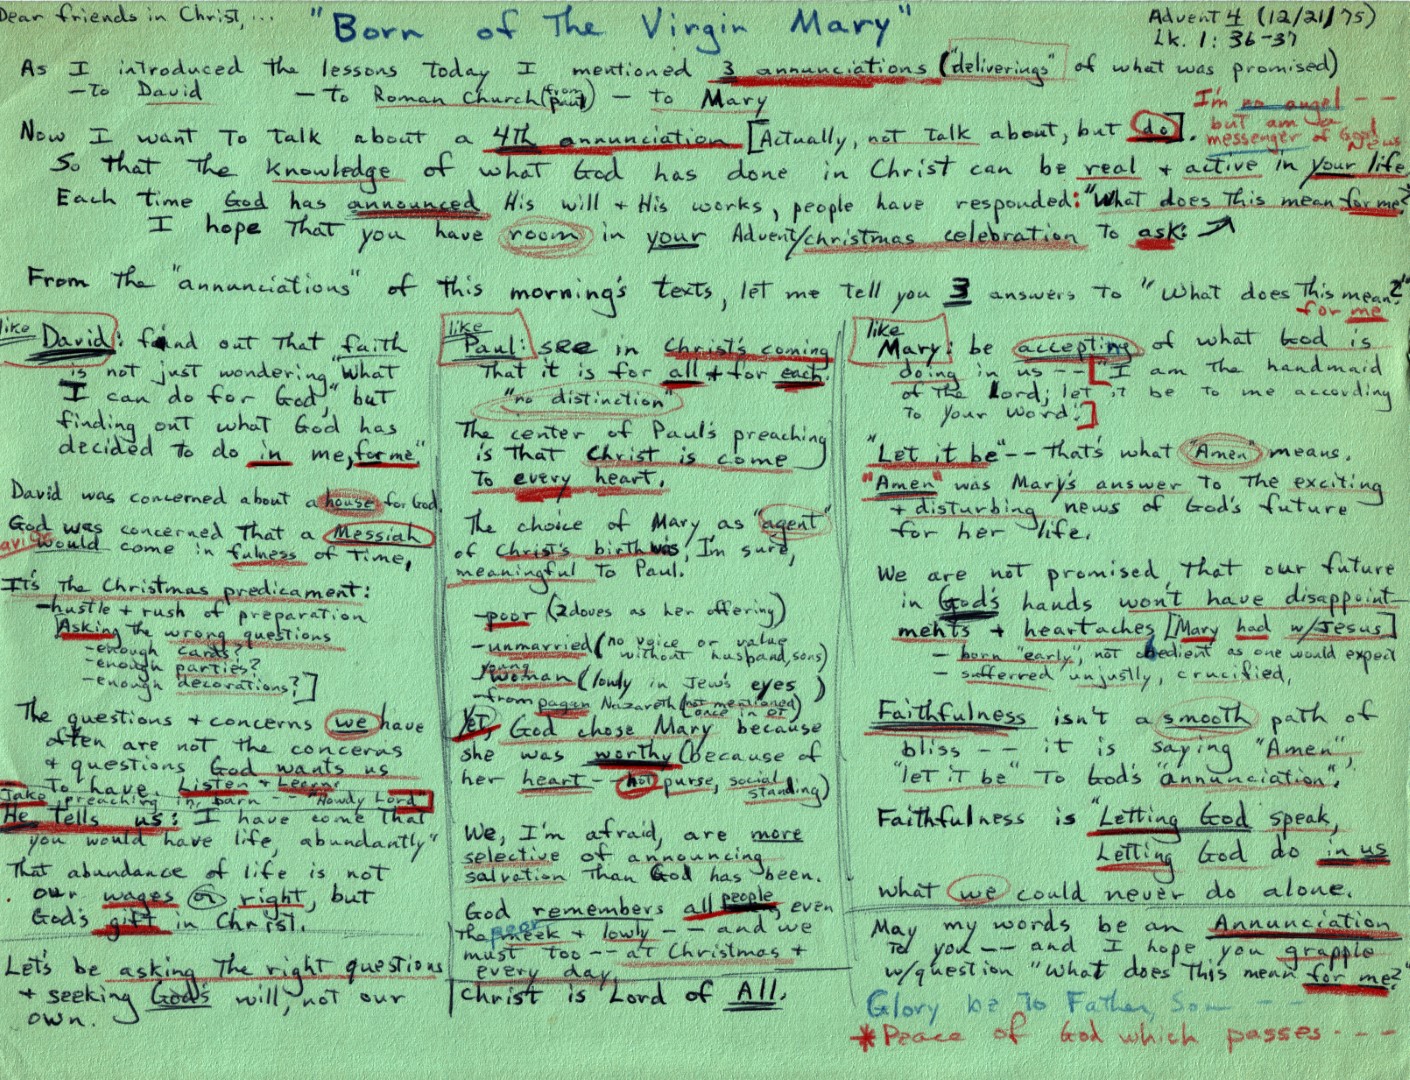 Dear friends in Christ,...
"Born of The Virgin Mary"
Advent 4 (12/21/75)
Lk. 1: 36-37
As I introduced the lessons today I mentioned 3 annunciations ("deliverings" of what was promised)
- To David - to Roman Church (from Paul) - to Mary
I'm no angel - -
but am a
messenger of Good News
Now I want to talk about a 4th annunciation [Actually, not talk about, but do].
So that the knowledge of what God has done in Christ can be real + active in your life
Each time God has announced His will + His works, people have responded: "What does This mean for me?"
I hope that you have room in your Advent/Christmas celebration to ask:
From the "annunciations" of this morning's texts, let me tell you 3 answers to "What does This mean?"
for me
like
David: found out that faith
is not just wondering "what
I can do for God", but
finding out what God has
decided to do in me, for me."
David was concerned about a house for God.
God was concerned that a Messiah
would come in fulness of time,
It's the Christmas predicament:
- hustle + rush of preparation
[Asking the wrong questions
- enough cards?
- enough parties?
- enough decorations?]
The questions + concerns we have
often are not the concerns
+ questions God wants us
to have. Listen + Learn.
Jako preaching in barn -- "Howdy Lord"
He tells us: I have come that
you would have life, abundantly"
That abundance of life is not
our wages or right, but
God's gift in Christ.
Let's be asking the right questions
+ seeking God's will, not our
own.
like
Paul: see in Christ's coming
that it is for all + for each.
"no distinction"
The center of Paul's preaching
is that Christ is come
to every heart.
The choice of Mary as "agent"
of Christ's birth was, I'm sure,
meaningful to Paul.
- poor (2 doves as her offering)
- unmarried (no voice or value without husband, sons)
young
- woman (lowly in Jew's eyes)
- from pagan Nazareth (not mentioned once in OT)
Yet, God chose Mary because
she was worthy (because of
her heart - not purse, social standing)
We, I'm afraid, are more
selective of announcing
salvation than God has been.
God remembers all people, even
the poor meek + lowly -- and we
must too -- at Christmas +
every day.
Christ is Lord of All.
like
Mary: be accepting of what God is
doing in us -- ["I am the handmaid
of the Lord; let it be to me according
to your word."]
"Let it be" -- that's what "Amen" means.
"Amen" was Mary's answer to the exciting
+ disturbing news of God's future
for her life.
We are not promised that our future
in God's hands won't have disappoint-
ments + heartaches [Mary had w/Jesus]
- born "early", not obedient as one would expect
- sufferred unjustly, crucified,
Faithfulness isn't a smooth path of
bliss -- it is saying "Amen",
"let it be" to God's "annunciation".
Faithfulness is "Letting God speak,
Letting God do in us
what we could never do alone.
May my words be an Annunciation
to you -- and I hope you grapple
w/question "What does This mean for me?"
Glory be to Father, Son - -
*Peace of God which passes - - -